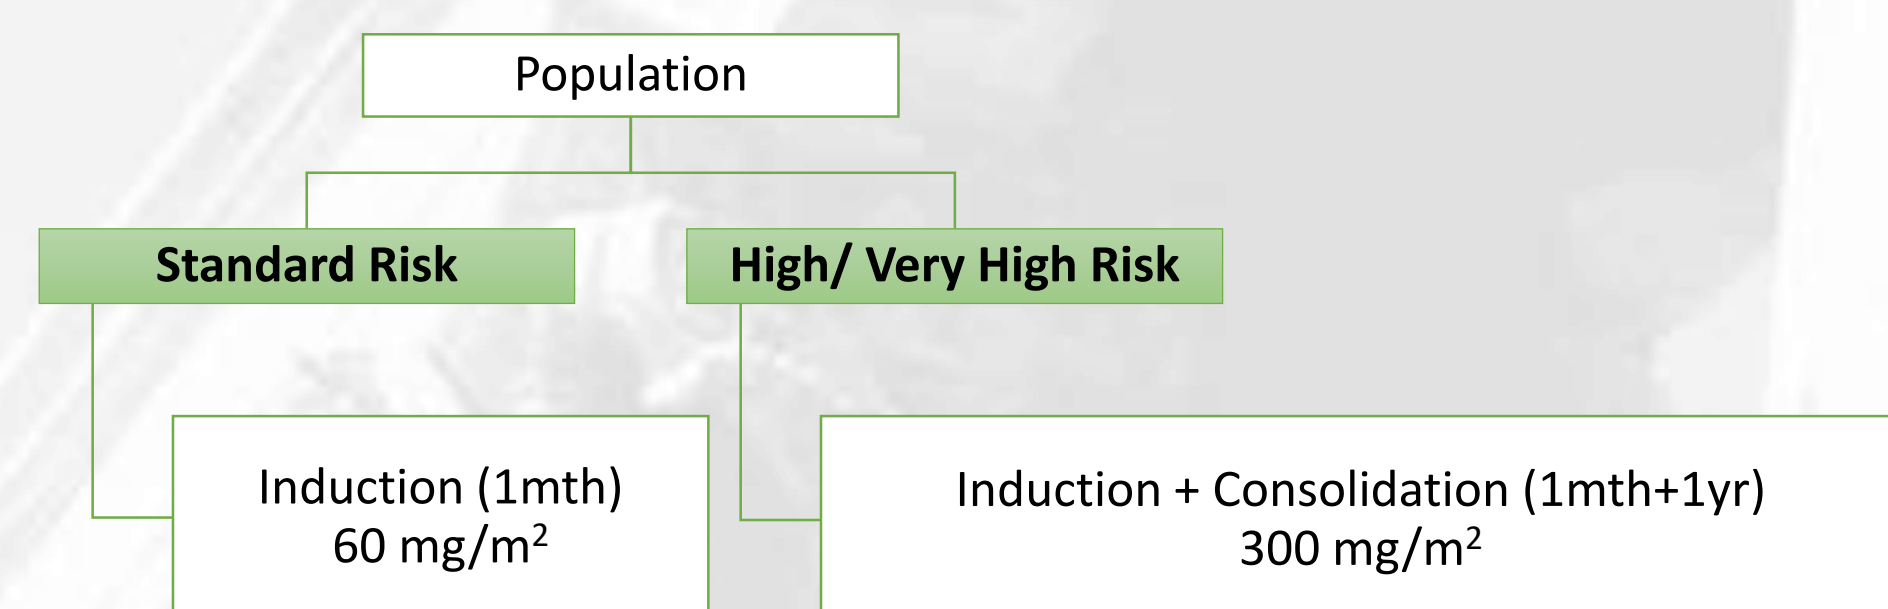 Population
Standard Risk
High/ Very High Risk
Induction (1mth)
60 mg/m²
Induction + Consolidation (1mth+1yr)
300 mg/m²